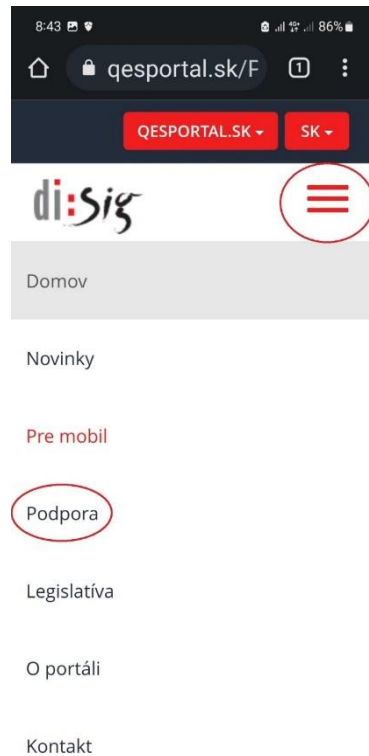 8:43
86%
qesportal.sk/F
1
QESPORTAL.SK
SK
di:sig
Domov
Novinky
Pre mobil
Podpora
Legislatíva
O portáli
Kontakt